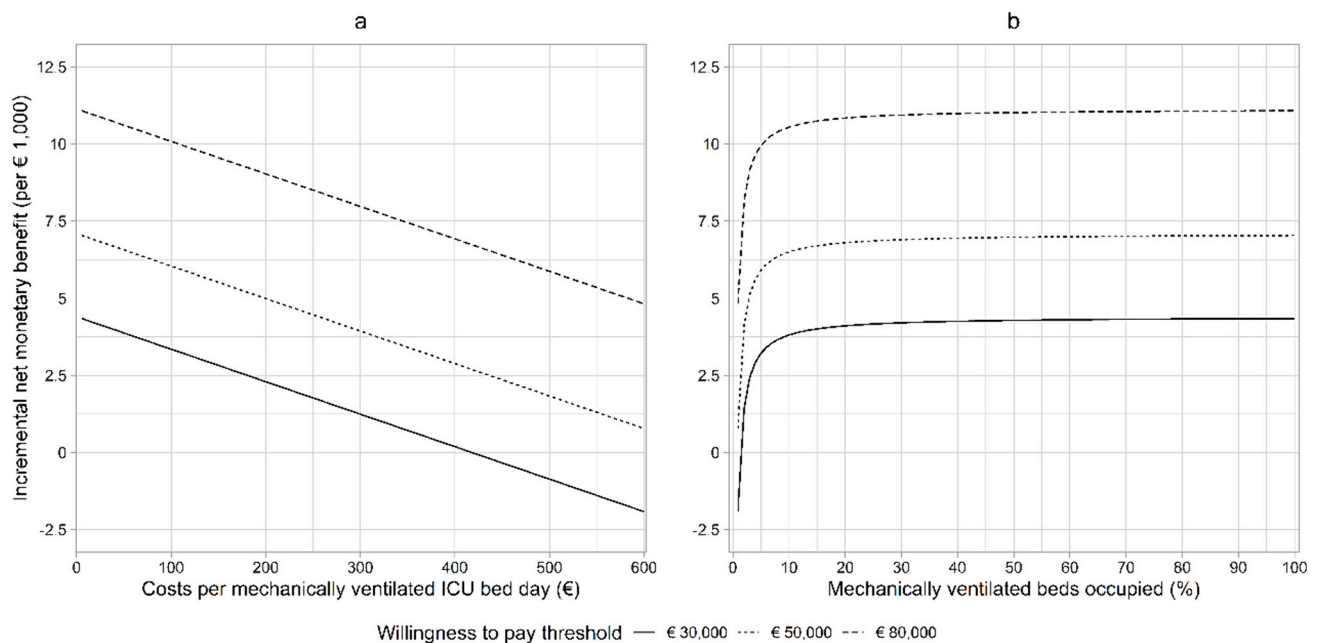 a
b
Incremental net monetary benefit (per € 1,000)
12.5
10
7.5
5
2.5
0
-2.5
0 100 200 300 400 500 600
Costs per mechanically ventilated ICU bed day (€)
12.5
10
7.5
5
2.5
0
-2.5
0 10 20 30 40 50 60 70 80 90 100
Mechanically ventilated beds occupied (%)
Willingness to pay threshold € 30,000 € 50,000 € 80,000